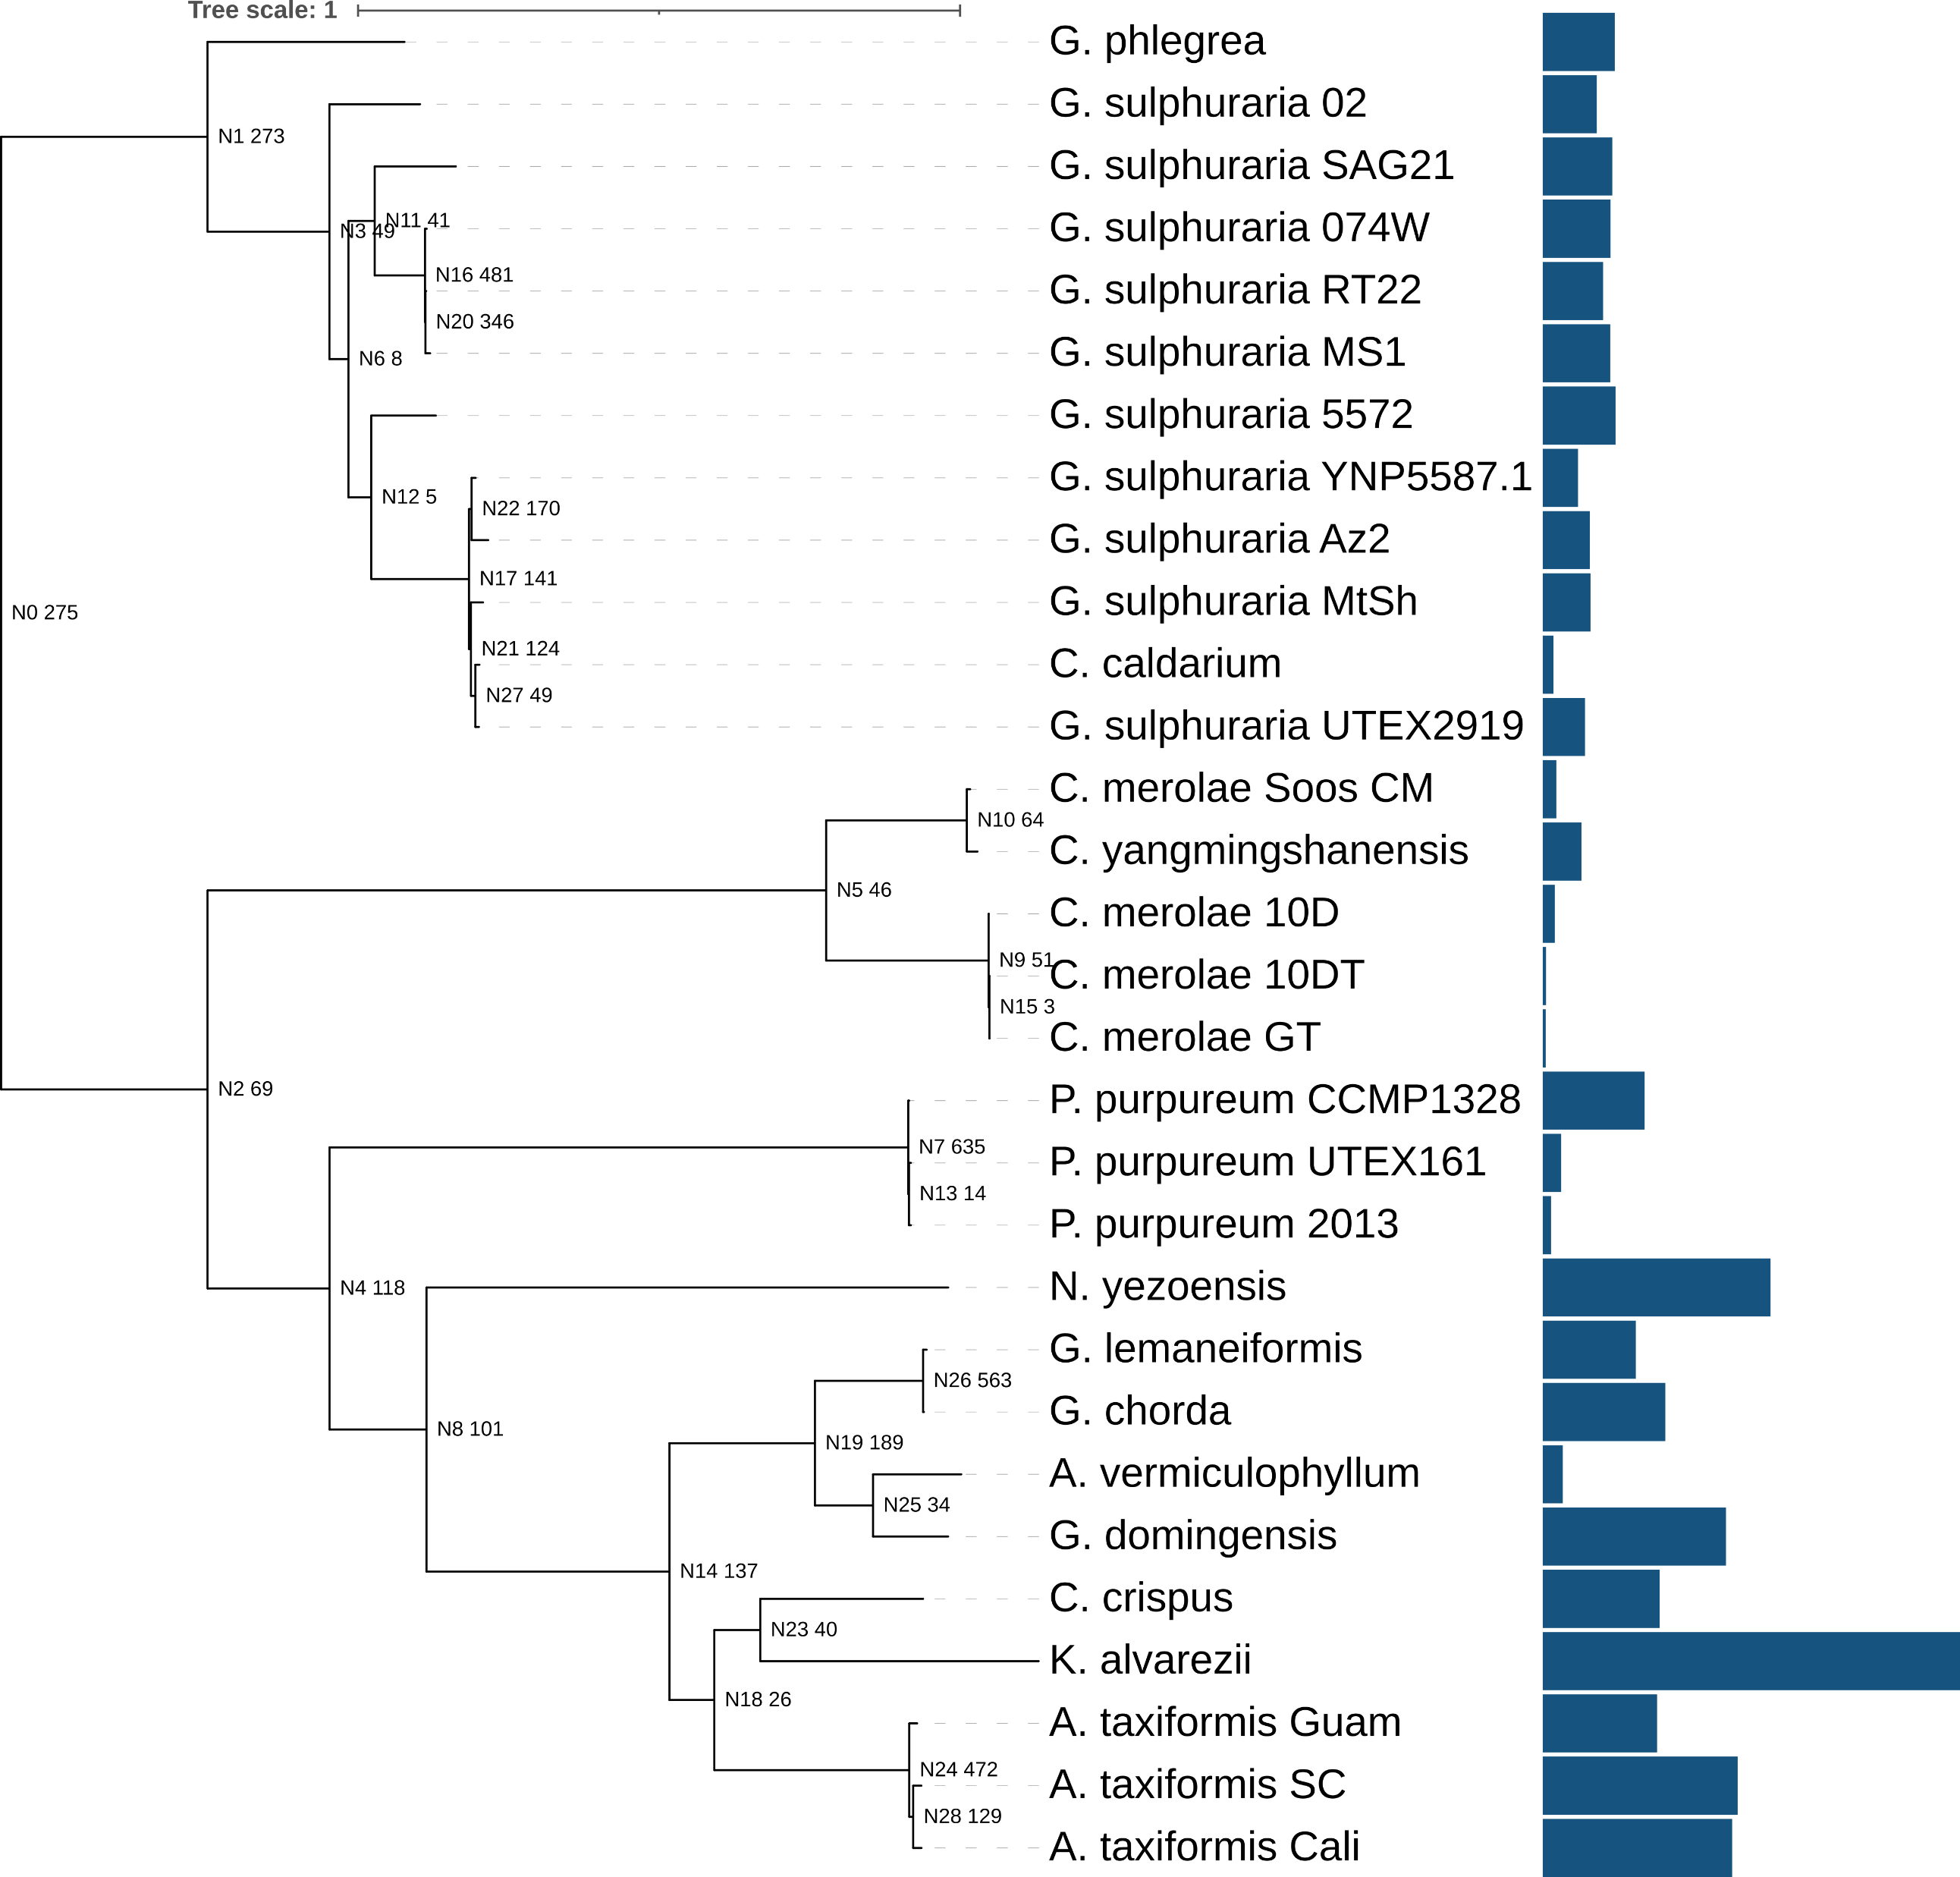 Tree scale: 1
G. phlegrea
G. sulphuraria 02
N1 273
G. sulphuraria SAG21
N11 41
N3 49
G. sulphuraria 074W
N16 481
G. sulphuraria RT22
N20 346
G. sulphuraria MS1
N6 8
G. sulphuraria 5572
G. sulphuraria YNP5587.1
N12 5
N22 170
G. sulphuraria Az2
N17 141
G. sulphuraria MtSh
N0 275
N21 124
C. caldarium
N27 49
G. sulphuraria UTEX2919
C. merolae Soos CM
N10 64
C. yangmingshanensis
N5 46
C. merolae 10D
N9 51
C. merolae 10DT
N15 3
C. merolae GT
N2 69
P. purpureum CCMP1328
N7 635
P. purpureum UTEX161
N13 14
P. purpureum 2013
N4 118
N. yezoensis
G. lemaneiformis
N26 563
G. chorda
N8 101
N19 189
A. vermiculophyllum
N25 34
G. domingensis
N14 137
C. crispus
N23 40
K. alvarezii
N18 26
A. taxiformis Guam
N24 472
A. taxiformis SC
N28 129
A. taxiformis Cali